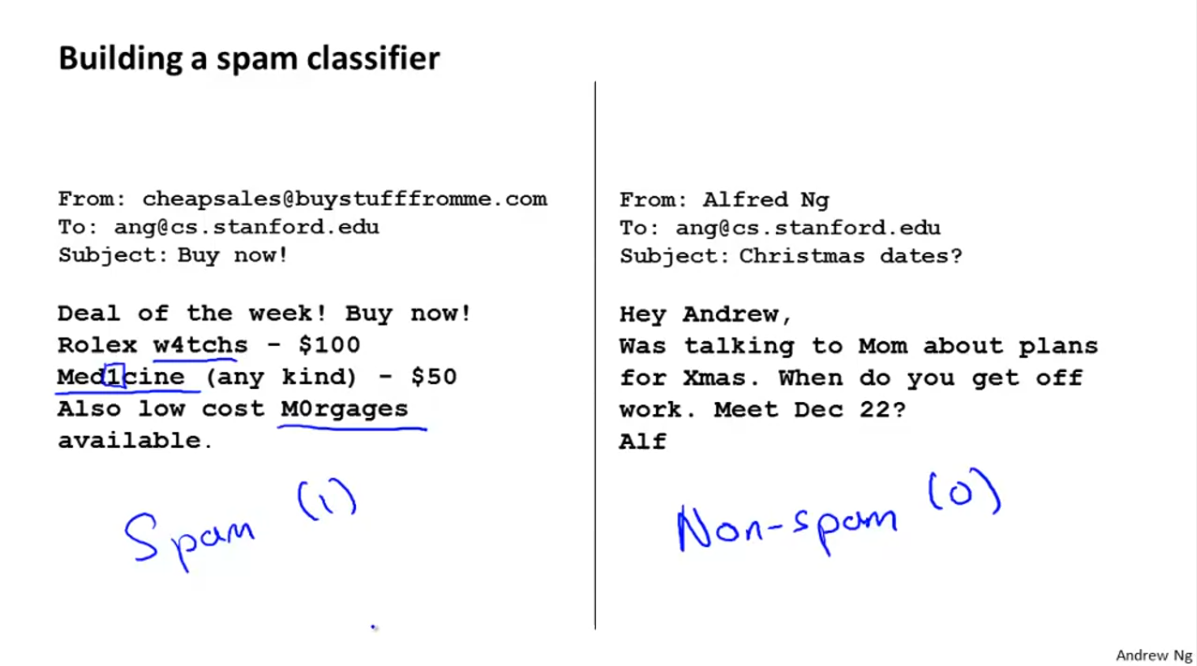 Building a spam classifier
From: cheapsales@buystufffromme.com
To: ang@cs.stanford.edu
Subject: Buy now!
Deal of the week! Buy now!
Rolex w4tchs - $100
Med1cine (any kind) - $50
Also low cost M0rgages
available.
Spam (1)
From: Alfred Ng
To: ang@cs.stanford.edu
Subject: Christmas dates?
Hey Andrew,
Was talking to Mom about plans
for Xmas. When do you get off
work. Meet Dec 22?
Alf
Non-spam (0)
Andrew Ng